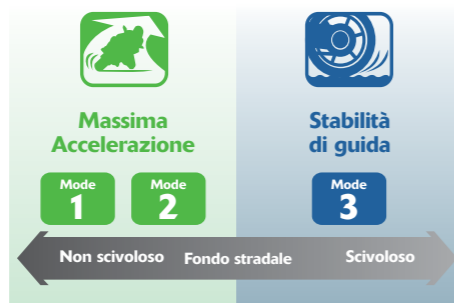 Massima
Accelerazione
Stabilità
di guida
Mode
1
Mode
2
Mode
3
Non scivoloso
Fondo stradale
Scivoloso